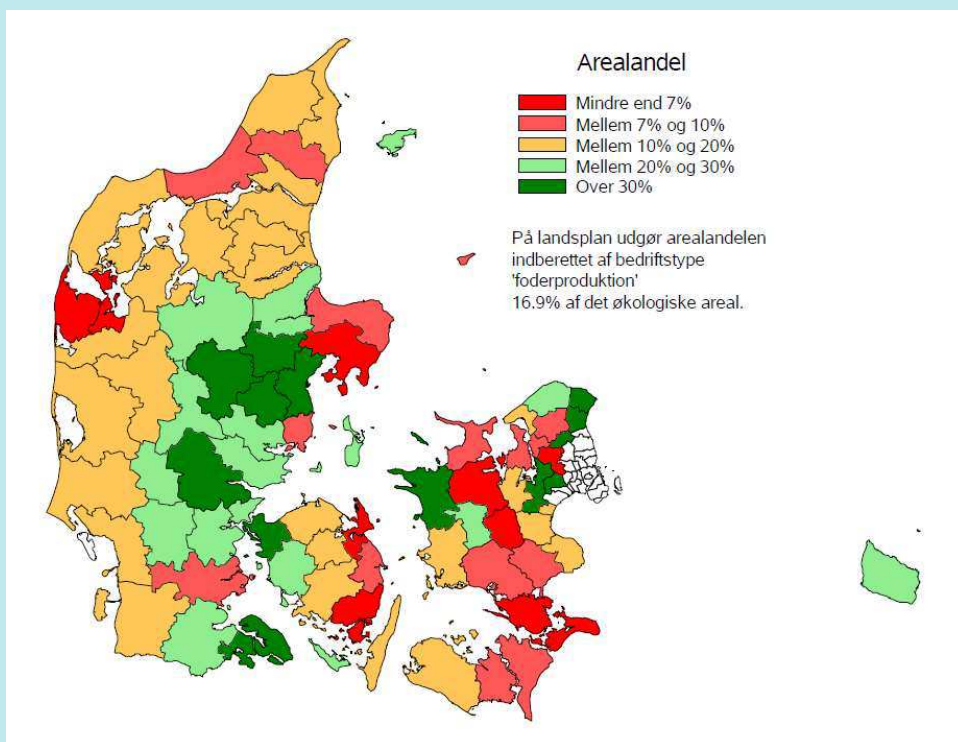 Arealandel
Mindre end 7%
Mellem 7% og 10%
Mellem 10% og 20%
Mellem 20% og 30%
Over 30%
På landsplan udgør arealandelen
indberettet af bedriftstype
'foderproduktion'
16.9% af det økologiske areal.